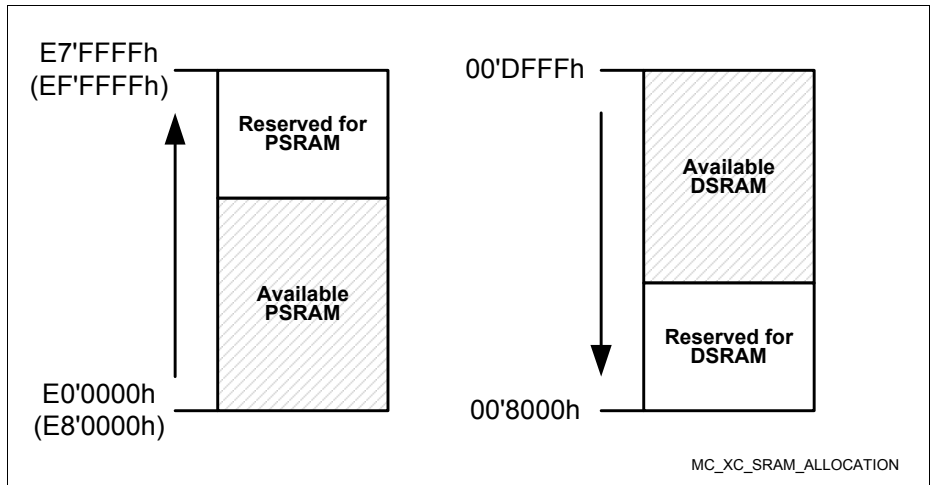 E7'FFFFh
(EF'FFFFh)
Reserved for
PSRAM
Available
PSRAM
E0'0000h
(E8'0000h)
00'DFFFh
Available
DSRAM
Reserved for
DSRAM
00'8000h
MC_XC_SRAM_ALLOCATION